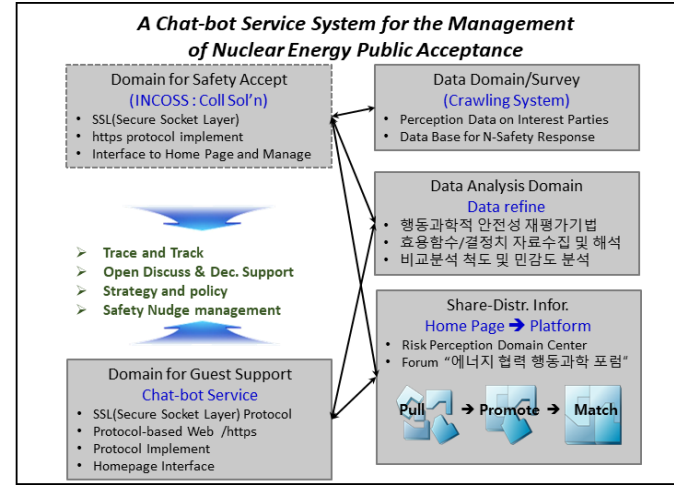 A Chat-bot Service System for the Management
of Nuclear Energy Public Acceptance
Domain for Safety Accept
(INCOSS : Coll Sol'n)
• SSL(Secure Socket Layer)
• https protocol implement
• Interface to Home Page and Manage
Data Domain/Survey
(Crawling System)
• Perception Data on Interest Parties
• Data Base for N-Safety Response
Data Analysis Domain
Data refine
• 행동과학적 안전성 재평가기법
• 효용함수/결정치 자료수집 및 해석
• 비교분석 척도 및 민감도 분석
➢ Trace and Track
➢ Open Discuss & Dec. Support
➢ Strategy and policy
➢ Safety Nudge management
Share-Distr. Infor.
Home Page ➔ Platform
• Risk Perception Domain Center
• Forum "에너지 협력 행동과학 포럼"
Pull ➔ Promote ➔ Match
Domain for Guest Support
Chat-bot Service
• SSL(Secure Socket Layer) Protocol
• Protocol-based Web /https
• Protocol Implement
• Homepage Interface